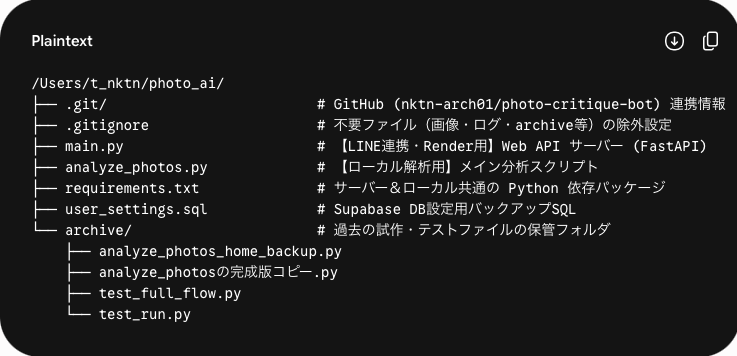 Plaintext
/Users/t_nktn/photo_ai/
├── .git/ # GitHub (nktn-arch01/photo-critique-bot) 連携情報
├── .gitignore # 不要ファイル（画像・ログ・archive等）の除外設定
├── main.py # 【LINE連携・Render用】Web API サーバー (FastAPI)
├── analyze_photos.py # 【ローカル解析用】メイン分析スクリプト
├── requirements.txt # サーバー＆ローカル共通の Python 依存パッケージ
├── user_settings.sql # Supabase DB設定用バックアップSQL
└── archive/ # 過去の試作・テストファイルの保管フォルダ
├── analyze_photos_home_backup.py
├── analyze_photosの完成版コピー.py
├── test_full_flow.py
└── test_run.py